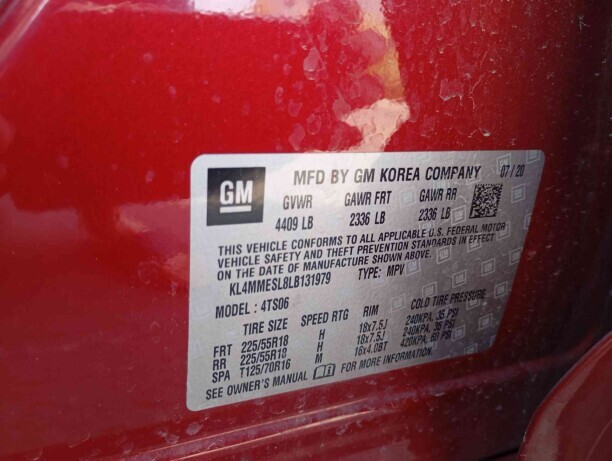 GM
MFD BY GM KOREA COMPANY 07/20
GVWR GAWR FRT GAWR RR
4409 LB 2336 LB 2336 LB
THIS VEHICLE CONFORMS TO ALL APPLICABLE U.S. FEDERAL MOTOR
VEHICLE SAFETY AND THEFT PREVENTION STANDARDS IN EFFECT
ON THE DATE OF MANUFACTURE SHOWN ABOVE.
KL4MMESL8LB131979 TYPE: MPV
MODEL: 4TS06
TIRE SIZE SPEED RTG RIM COLD TIRE PRESSURE
FRT 225/55R18 H 18x7.5J 240KPA, 35 PSI
RR 225/55R18 H 18x7.5J 240KPA, 35 PSI
SPA T125/70R16 M 16x4.0BT 420KPA, 60 PSI
SEE OWNER'S MANUAL FOR MORE INFORMATION.